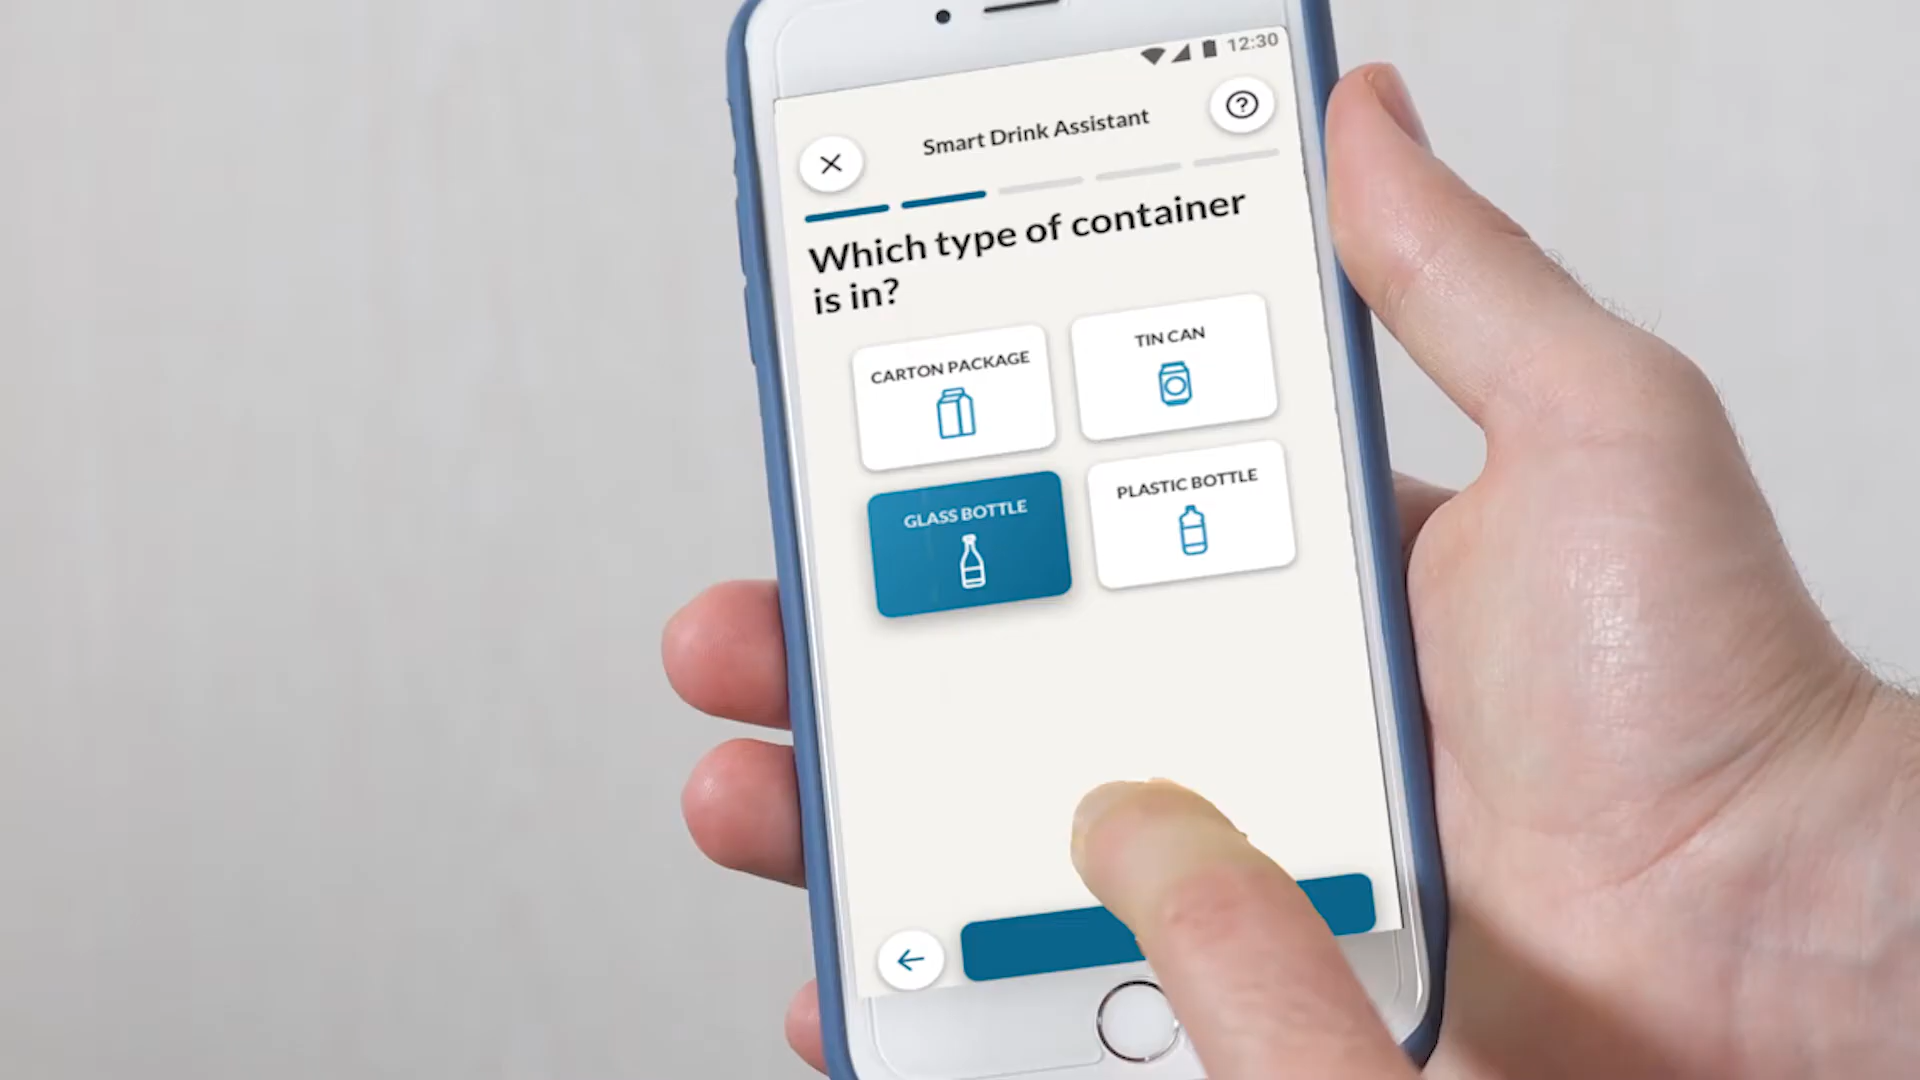 12:30
Smart Drink Assistant
Which type of container
is in?
CARTON PACKAGE
TIN CAN
GLASS BOTTLE
PLASTIC BOTTLE